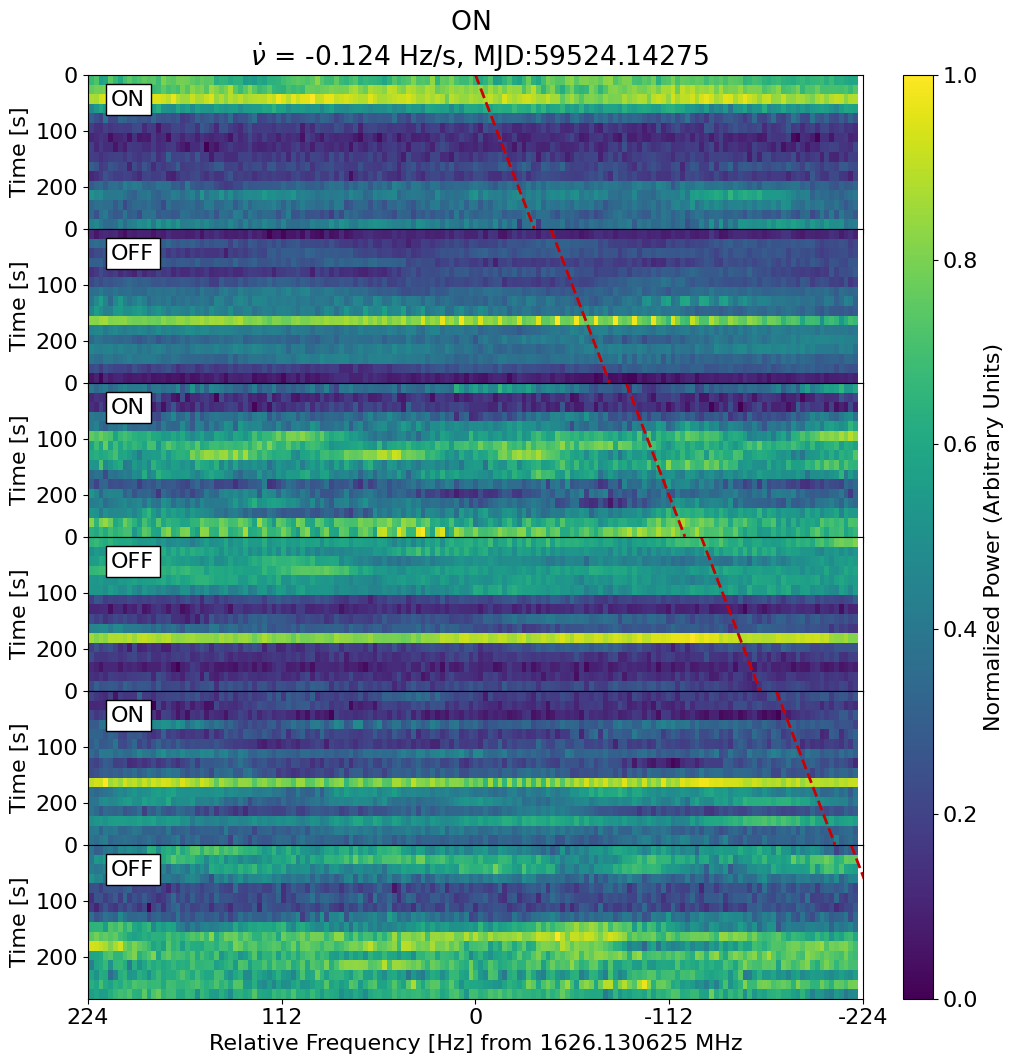 ON
ν̇ = -0.124 Hz/s, MJD:59524.14275
0
ON
100
Time [s]
200
0
OFF
100
Time [s]
200
0
ON
100
Time [s]
200
0
OFF
100
Time [s]
200
0
ON
100
Time [s]
200
0
OFF
100
Time [s]
200
224 112 0 -112 -224
Relative Frequency [Hz] from 1626.130625 MHz
1.0
0.8
0.6
0.4
0.2
0.0
Normalized Power (Arbitrary Units)